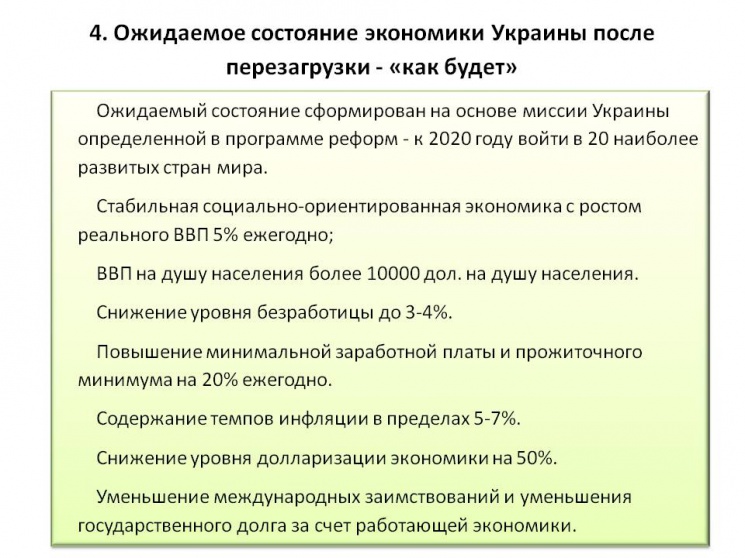 4. Ожидаемое состояние экономики Украины после
перезагрузки - «как будет»
Ожидаемый состояние сформирован на основе миссии Украины
определенной в программе реформ - к 2020 году войти в 20 наиболее
развитых стран мира.
Стабильная социально-ориентированная экономика с ростом
реального ВВП 5% ежегодно;
ВВП на душу населения более 10000 дол. на душу населения.
Снижение уровня безработицы до 3-4%.
Повышение минимальной заработной платы и прожиточного
минимума на 20% ежегодно.
Содержание темпов инфляции в пределах 5-7%.
Снижение уровня долларизации экономики на 50%.
Уменьшение международных заимствований и уменьшения
государственного долга за счет работающей экономики.